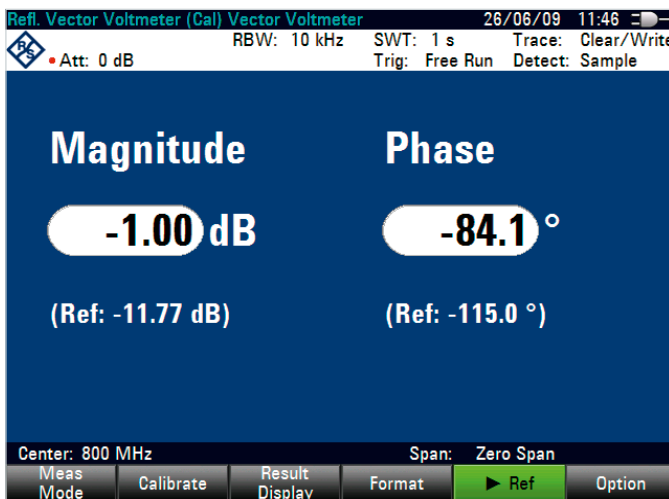 Refl. Vector Voltmeter (Cal) Vector Voltmeter 26/06/09 11:46
RBW: 10 kHz SWT: 1 s Trace: Clear/Write
Att: 0 dB Trig: Free Run Detect: Sample
Magnitude Phase
-1.00 dB -84.1 °
(Ref: -11.77 dB) (Ref: -115.0 °)
Center: 800 MHz Span: Zero Span
Meas Mode Calibrate Result Display Format ► Ref Option